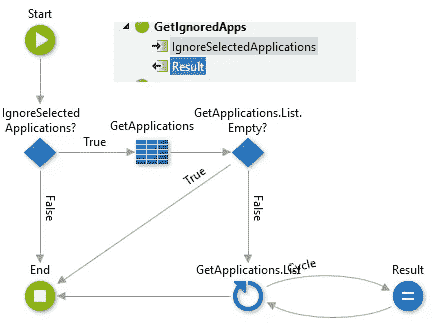 Start
GetIgnoredApps
IgnoreSelectedApplications
Result
IgnoreSelected
Applications?
True
GetApplications
GetApplications.List.
Empty?
True
False
False
End
GetApplications.List
Cycle
Result